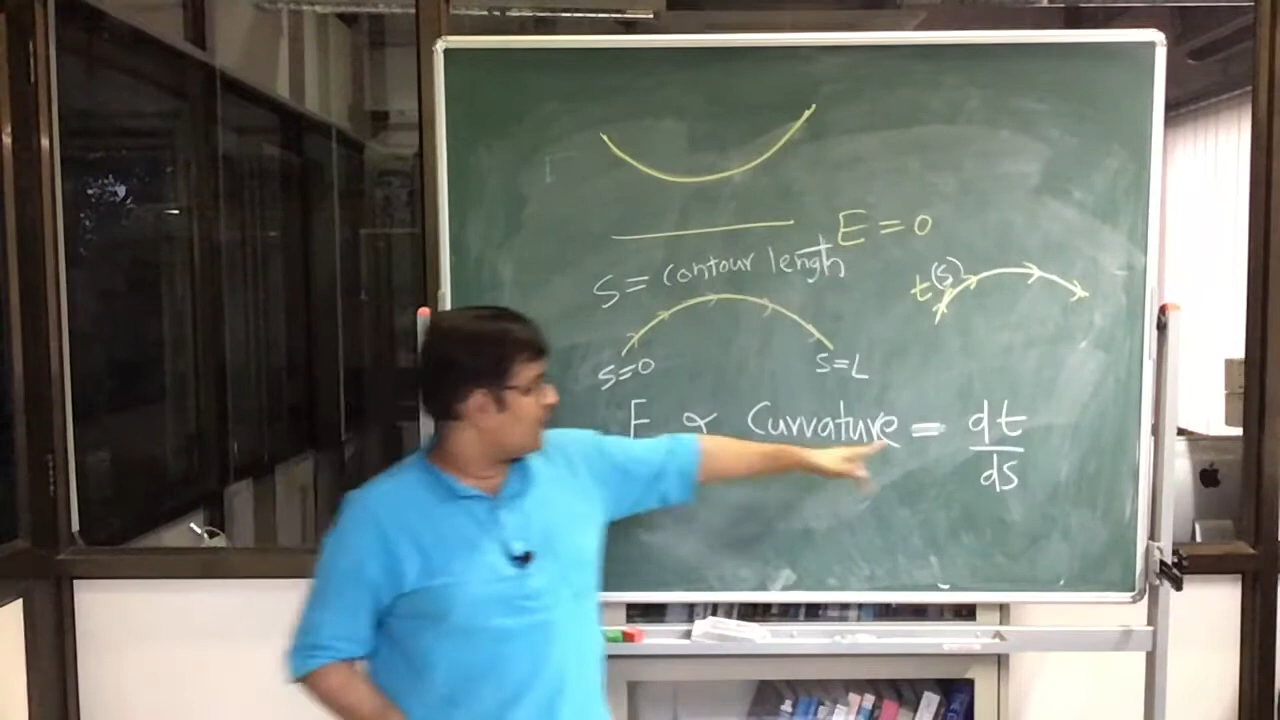 E = 0
S = contour length
t(s)
S=0
S=L
E ∝ Curvature = dt/ds